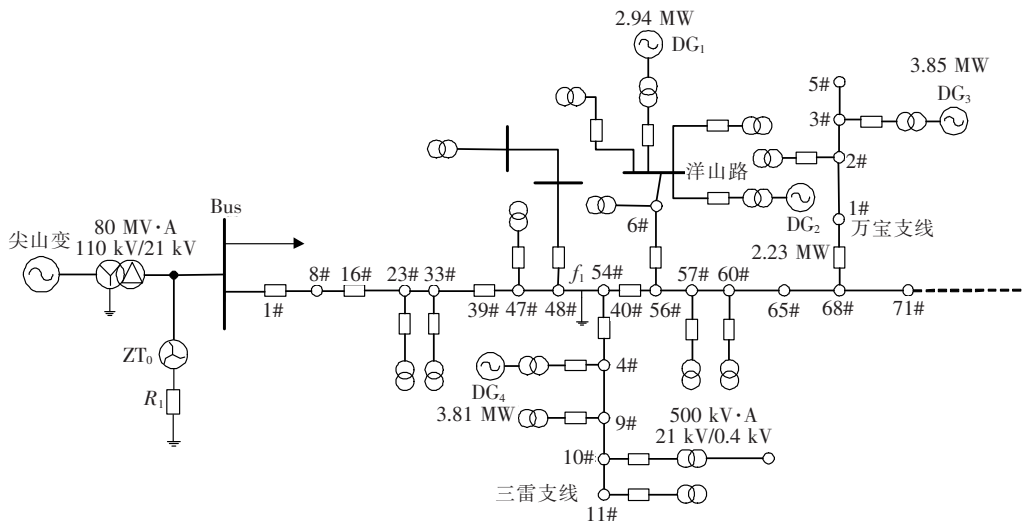 2.94 MW
DG₁
3.85 MW
DG₃
5#
3#
2#
1#
万宝支线
洋山路
DG₂
6#
2.23 MW
Bus
80 MV·A
110 kV/21 kV
尖山变
1#
8#
16#
23#
33#
39#
47#
48#
f₁
54#
40#
56#
57#
60#
65#
68#
71#
ZT₀
R₁
DG₄
3.81 MW
4#
9#
500 kV·A
21 kV/0.4 kV
10#
三雷支线
11#